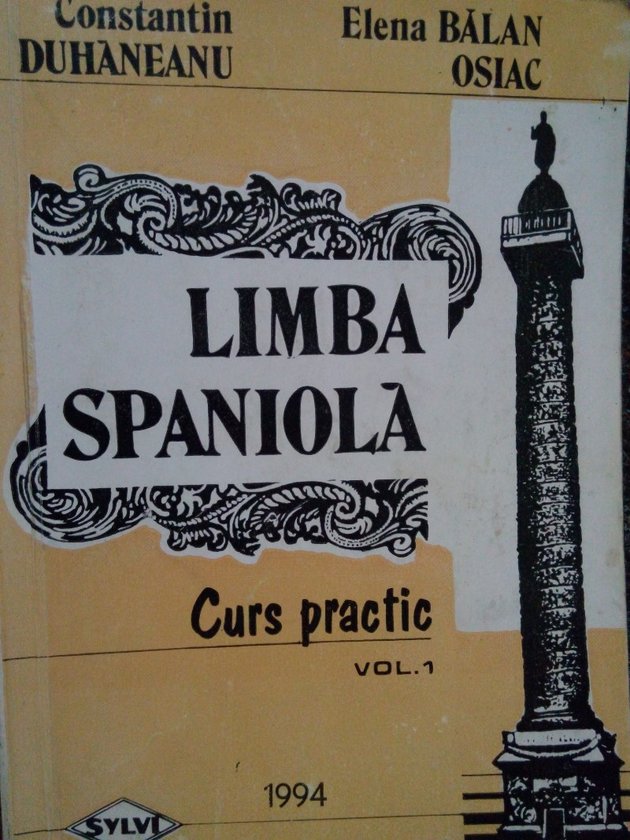 Constantin
DUHĂNEANU
Elena BĂLAN
OSIAC
LIMBA
SPANIOLĂ
Curs practic
VOL.1
1994
SYLVI